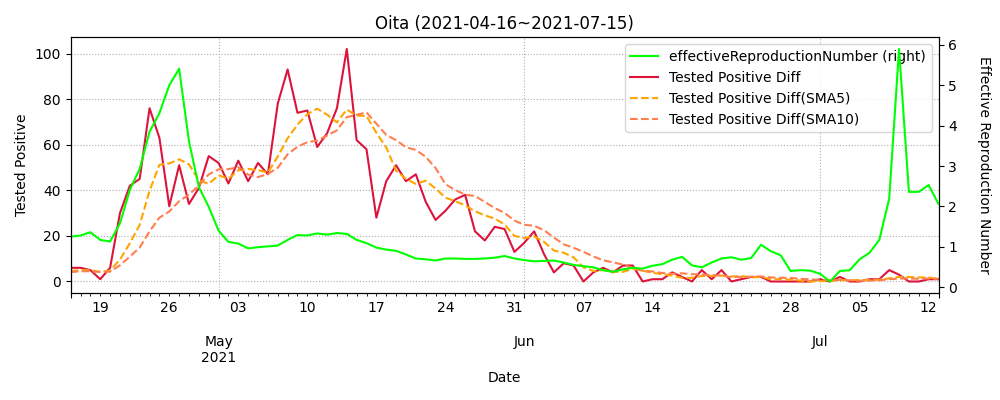 Oita (2021-04-16~2021-07-15)
effectiveReproductionNumber (right)
Tested Positive Diff
Tested Positive Diff(SMA5)
Tested Positive Diff(SMA10)
Tested Positive
100
80
60
40
20
0
Effective Reproduction Number
6
5
4
3
2
1
0
19 26 03 10 17 24 31 07 14 21 28 05 12
May Jun Jul
2021
Date